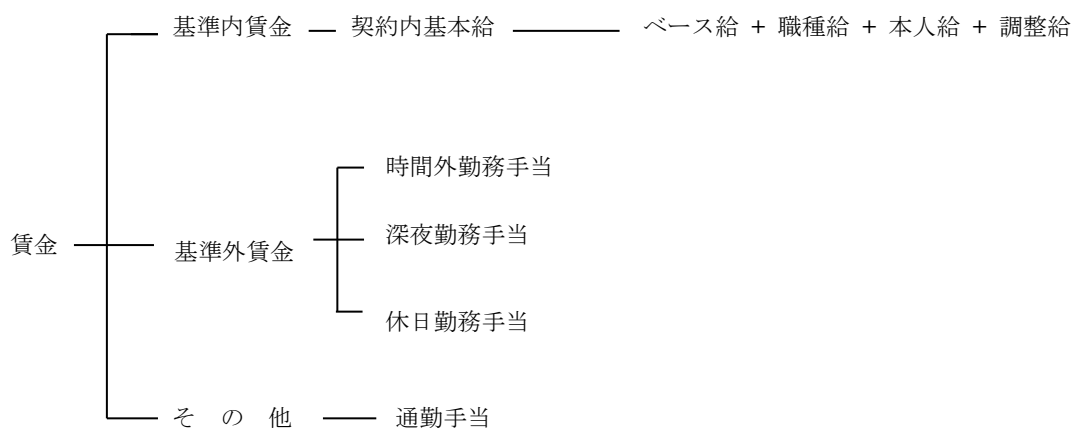 基準内賃金 契約内基本給 ベース給 + 職種給 + 本人給 + 調整給
時間外勤務手当
深夜勤務手当
賃金 基準外賃金
休日勤務手当
その他 通勤手当